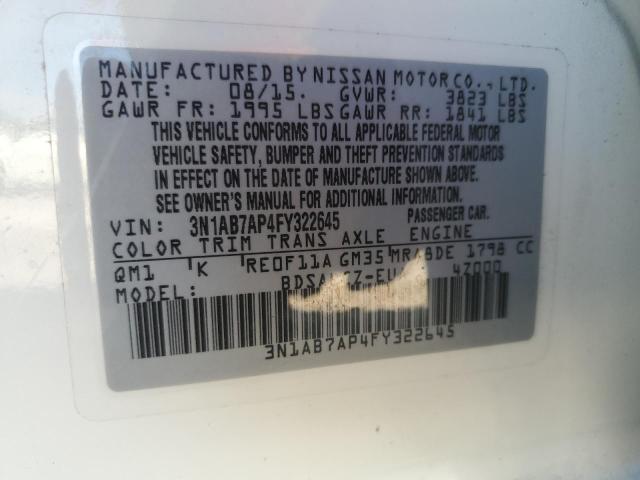 MANUFACTURED BY NISSAN MOTOR CO., LTD.
DATE: 08/15. GVWR: 3823 LBS
GAWR FR: 1995 LBS GAWR RR: 1841 LBS
THIS VEHICLE CONFORMS TO ALL APPLICABLE FEDERAL MOTOR
VEHICLE SAFETY, BUMPER AND THEFT PREVENTION STANDARDS
IN EFFECT ON THE DATE OF MANUFACTURE SHOWN ABOVE.
SEE OWNER'S MANUAL FOR ADDITIONAL INFORMATION.
VIN: 3N1AB7AP4FY322645 PASSENGER CAR.
COLOR TRIM TRANS AXLE ENGINE
QM1 K RE0F11A GM35 1798 CC
MODEL: 4Z000
3N1AB7AP4FY322645